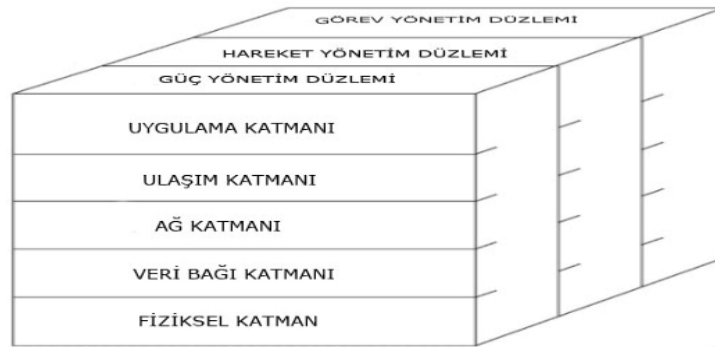 GÖREV YÖNETİM DÜZLEMİ
HAREKET YÖNETİM DÜZLEMİ
GÜÇ YÖNETİM DÜZLEMİ
UYGULAMA KATMANI
ULAŞIM KATMANI
AĞ KATMANI
VERİ BAĞI KATMANI
FİZİKSEL KATMAN